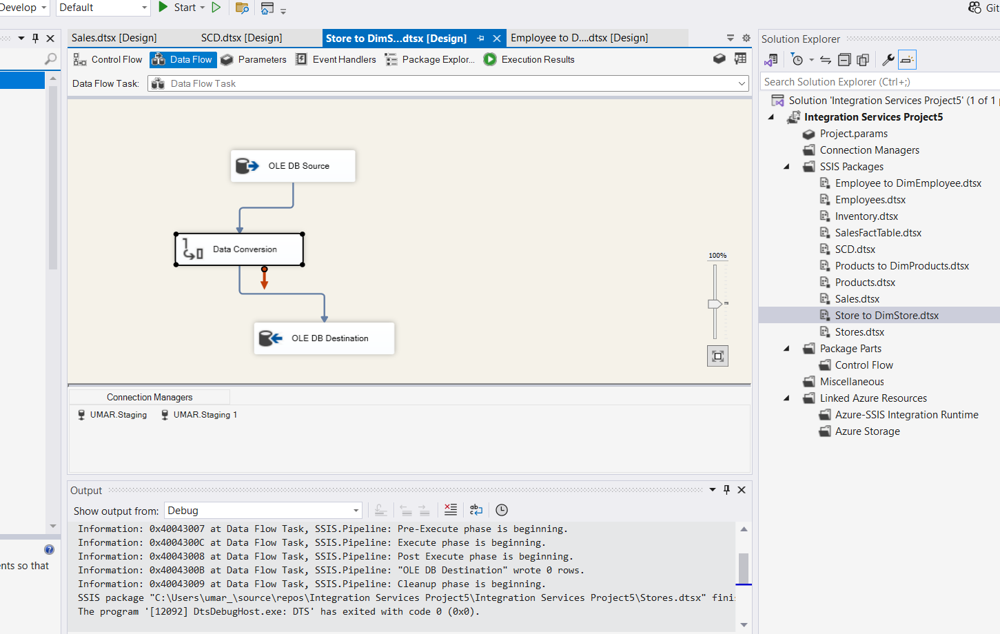 Develop
Default
Start
Git
Sales.dtsx [Design]
SCD.dtsx [Design]
Store to DimS...dtsx [Design]
Employee to D....dtsx [Design]
Control Flow
Data Flow
Parameters
Event Handlers
Package Explor...
Execution Results
Data Flow Task:
Data Flow Task
OLE DB Source
Data Conversion
OLE DB Destination
100%
Connection Managers
UMAR.Staging
UMAR.Staging 1
Output
Show output from:
Debug
Information: 0x40043007 at Data Flow Task, SSIS.Pipeline: Pre-Execute phase is beginning.
Information: 0x4004300C at Data Flow Task, SSIS.Pipeline: Execute phase is beginning.
Information: 0x40043008 at Data Flow Task, SSIS.Pipeline: Post Execute phase is beginning.
Information: 0x4004300B at Data Flow Task, SSIS.Pipeline: "OLE DB Destination" wrote 0 rows.
Information: 0x40043009 at Data Flow Task, SSIS.Pipeline: Cleanup phase is beginning.
SSIS package "C:\Users\umar_\source\repos\Integration Services Project5\Integration Services Project5\Stores.dtsx" fini
The program '[12092] DtsDebugHost.exe: DTS' has exited with code 0 (0x0).
nts so that
Solution Explorer
Search Solution Explorer (Ctrl+;)
Solution 'Integration Services Project5' (1 of 1
Integration Services Project5
Project.params
Connection Managers
SSIS Packages
Employee to DimEmployee.dtsx
Employees.dtsx
Inventory.dtsx
SalesFactTable.dtsx
SCD.dtsx
Products to DimProducts.dtsx
Products.dtsx
Sales.dtsx
Store to DimStore.dtsx
Stores.dtsx
Package Parts
Control Flow
Miscellaneous
Linked Azure Resources
Azure-SSIS Integration Runtime
Azure Storage